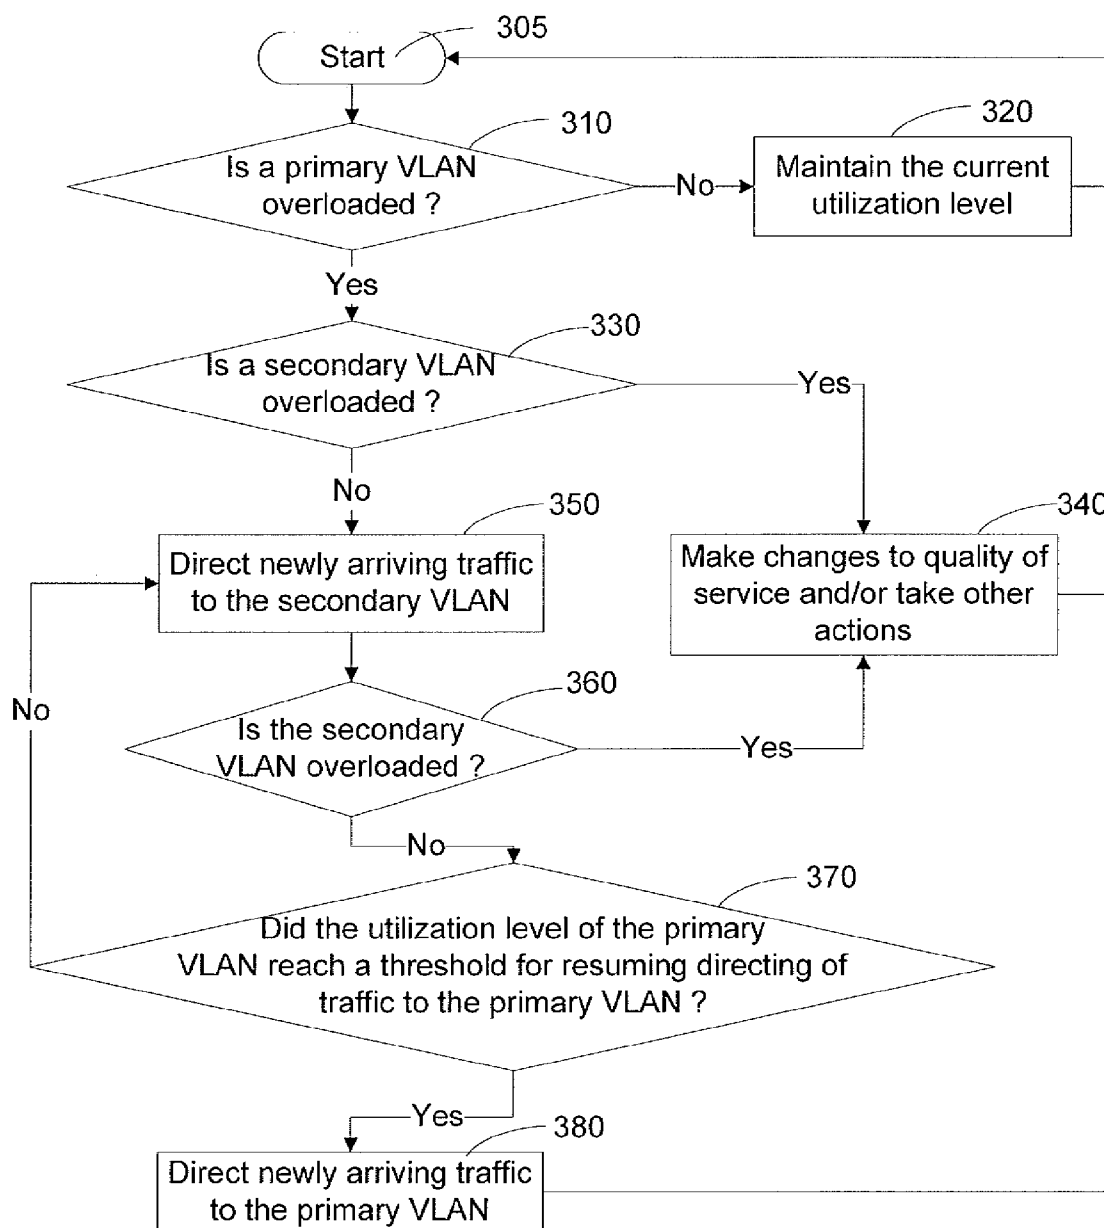 305
Start
310
Is a primary VLAN
overloaded ?
No
320
Maintain the current
utilization level
Yes
330
Is a secondary VLAN
overloaded ?
Yes
No
350
Direct newly arriving traffic
to the secondary VLAN
340
Make changes to quality of
service and/or take other
actions
No
360
Is the secondary
VLAN overloaded ?
Yes
No
370
Did the utilization level of the primary
VLAN reach a threshold for resuming directing of
traffic to the primary VLAN ?
Yes
380
Direct newly arriving traffic
to the primary VLAN